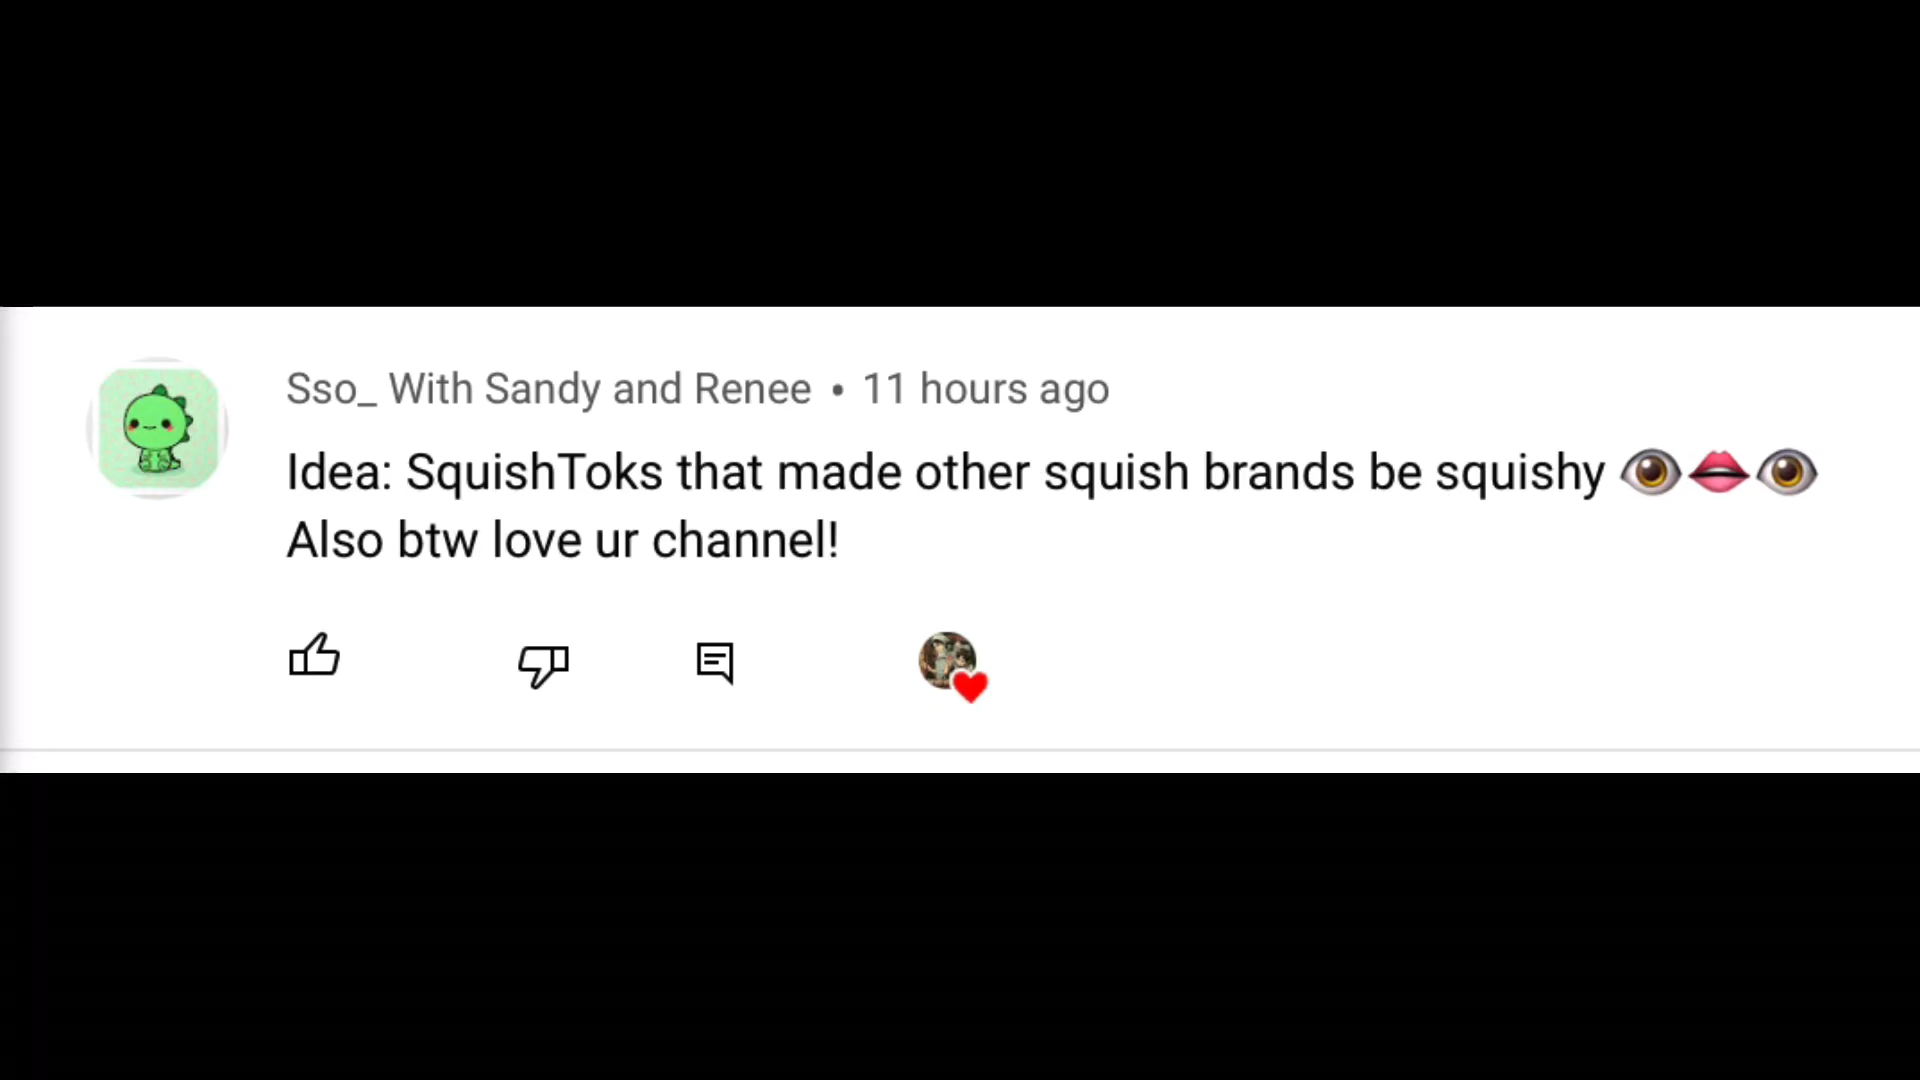 Sso_ With Sandy and Renee • 11 hours ago
Idea: SquishToks that made other squish brands be squishy 👁️👄👁️
Also btw love ur channel!